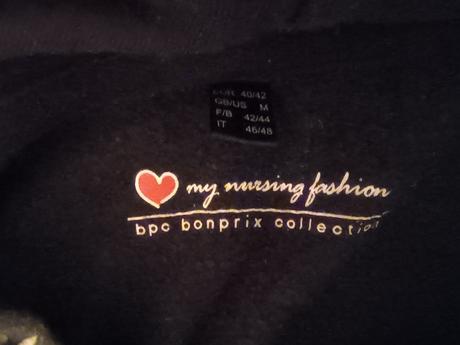 EUR 40/42
GB/US M
F/B 42/44
IT 46/48
my nursing fashion
bpc bonprix collection